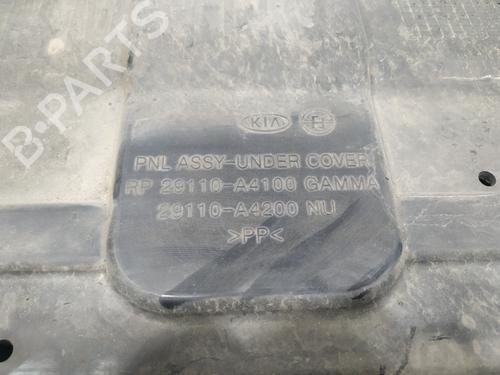 B-Parts
KIA H
PNL ASSY-UNDER COVER
RP 29110-A4100 GAMMA
29110-A4200 NU
>PP<